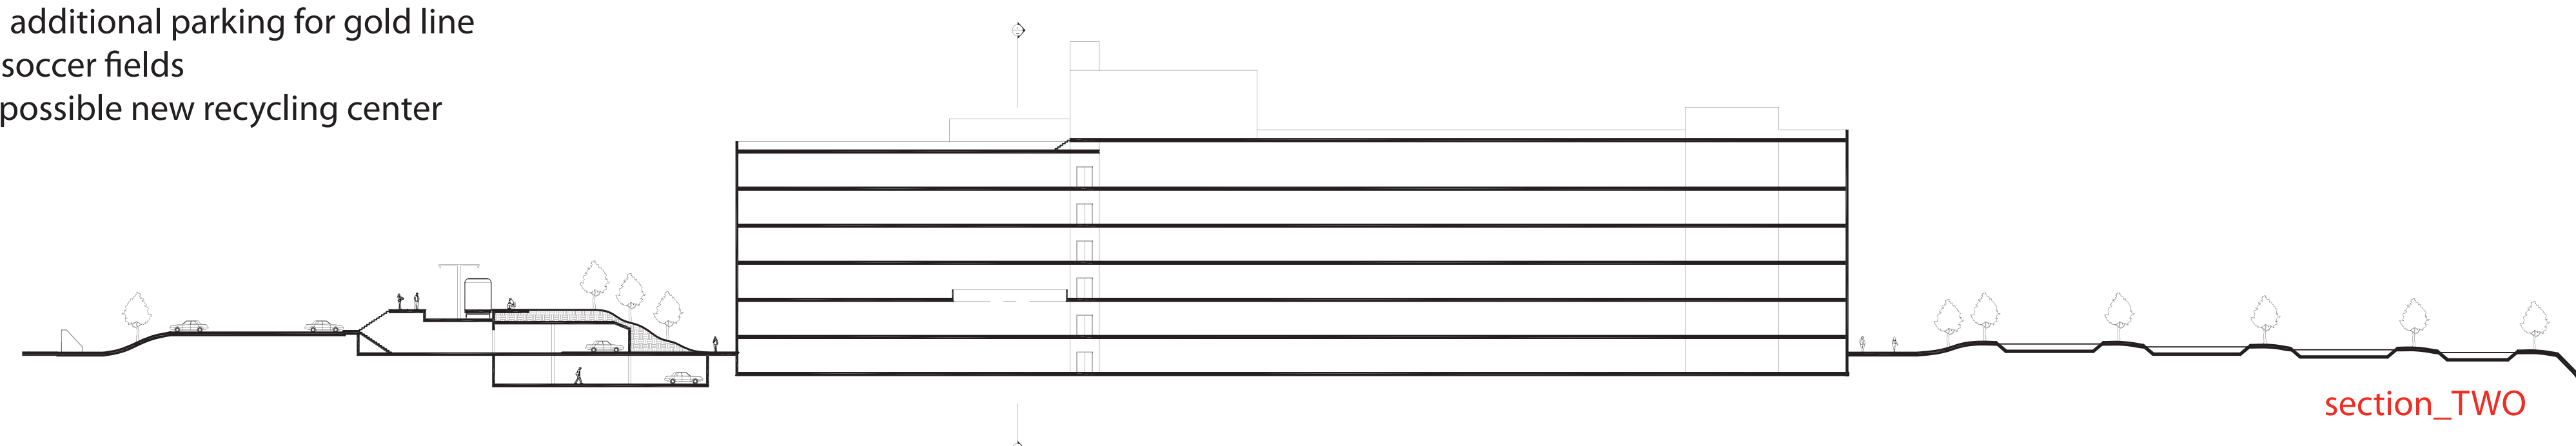 additional parking for gold line
soccer fields
possible new recycling center
section_TWO